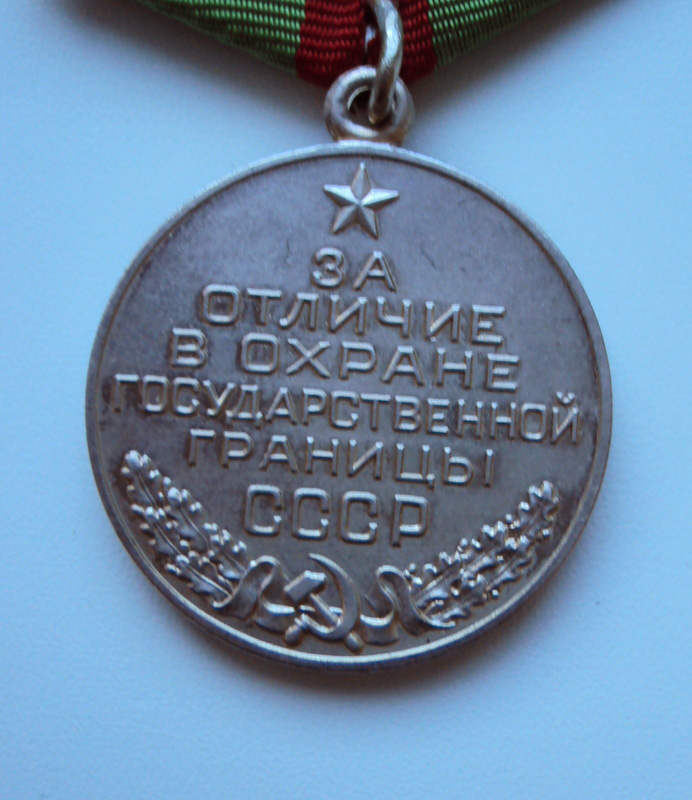 ЗА
ОТЛИЧИЕ
В ОХРАНЕ
ГОСУДАРСТВЕННОЙ
ГРАНИЦЫ
СССР